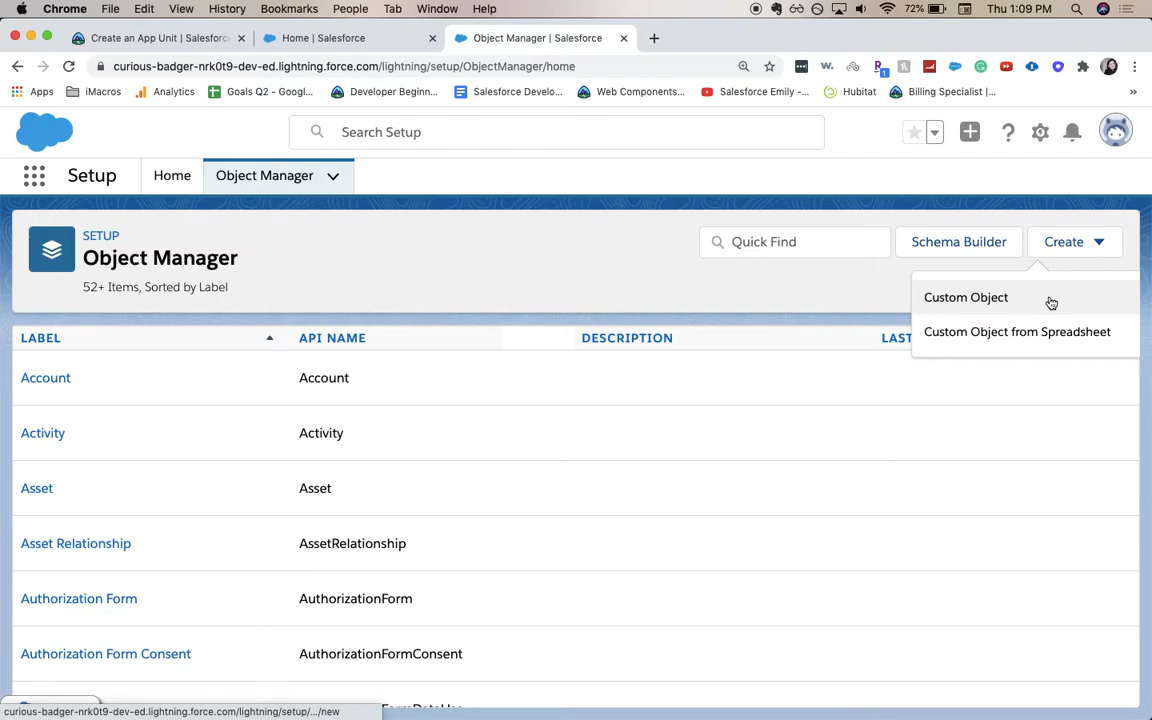 Chrome File Edit View History Bookmarks People Tab Window Help 72% Thu 1:09 PM
Create an App Unit | Salesforc Home | Salesforce Object Manager | Salesforce
curious-badger-nrk0t9-dev-ed.lightning.force.com/lightning/setup/ObjectManager/home
Apps iMacros Analytics Goals Q2 - Googl... Developer Beginn... Salesforce Develo... Web Components... Salesforce Emily -... Hubitat Billing Specialist |... »
Search Setup
Setup Home Object Manager
SETUP
Object Manager
52+ Items, Sorted by Label
Quick Find Schema Builder Create
Custom Object
Custom Object from Spreadsheet
LABEL API NAME DESCRIPTION LAST
Account Account
Activity Activity
Asset Asset
Asset Relationship AssetRelationship
Authorization Form AuthorizationForm
Authorization Form Consent AuthorizationFormConsent
curious-badger-nrk0t9-dev-ed.lightning.force.com/lightning/setup/.../new